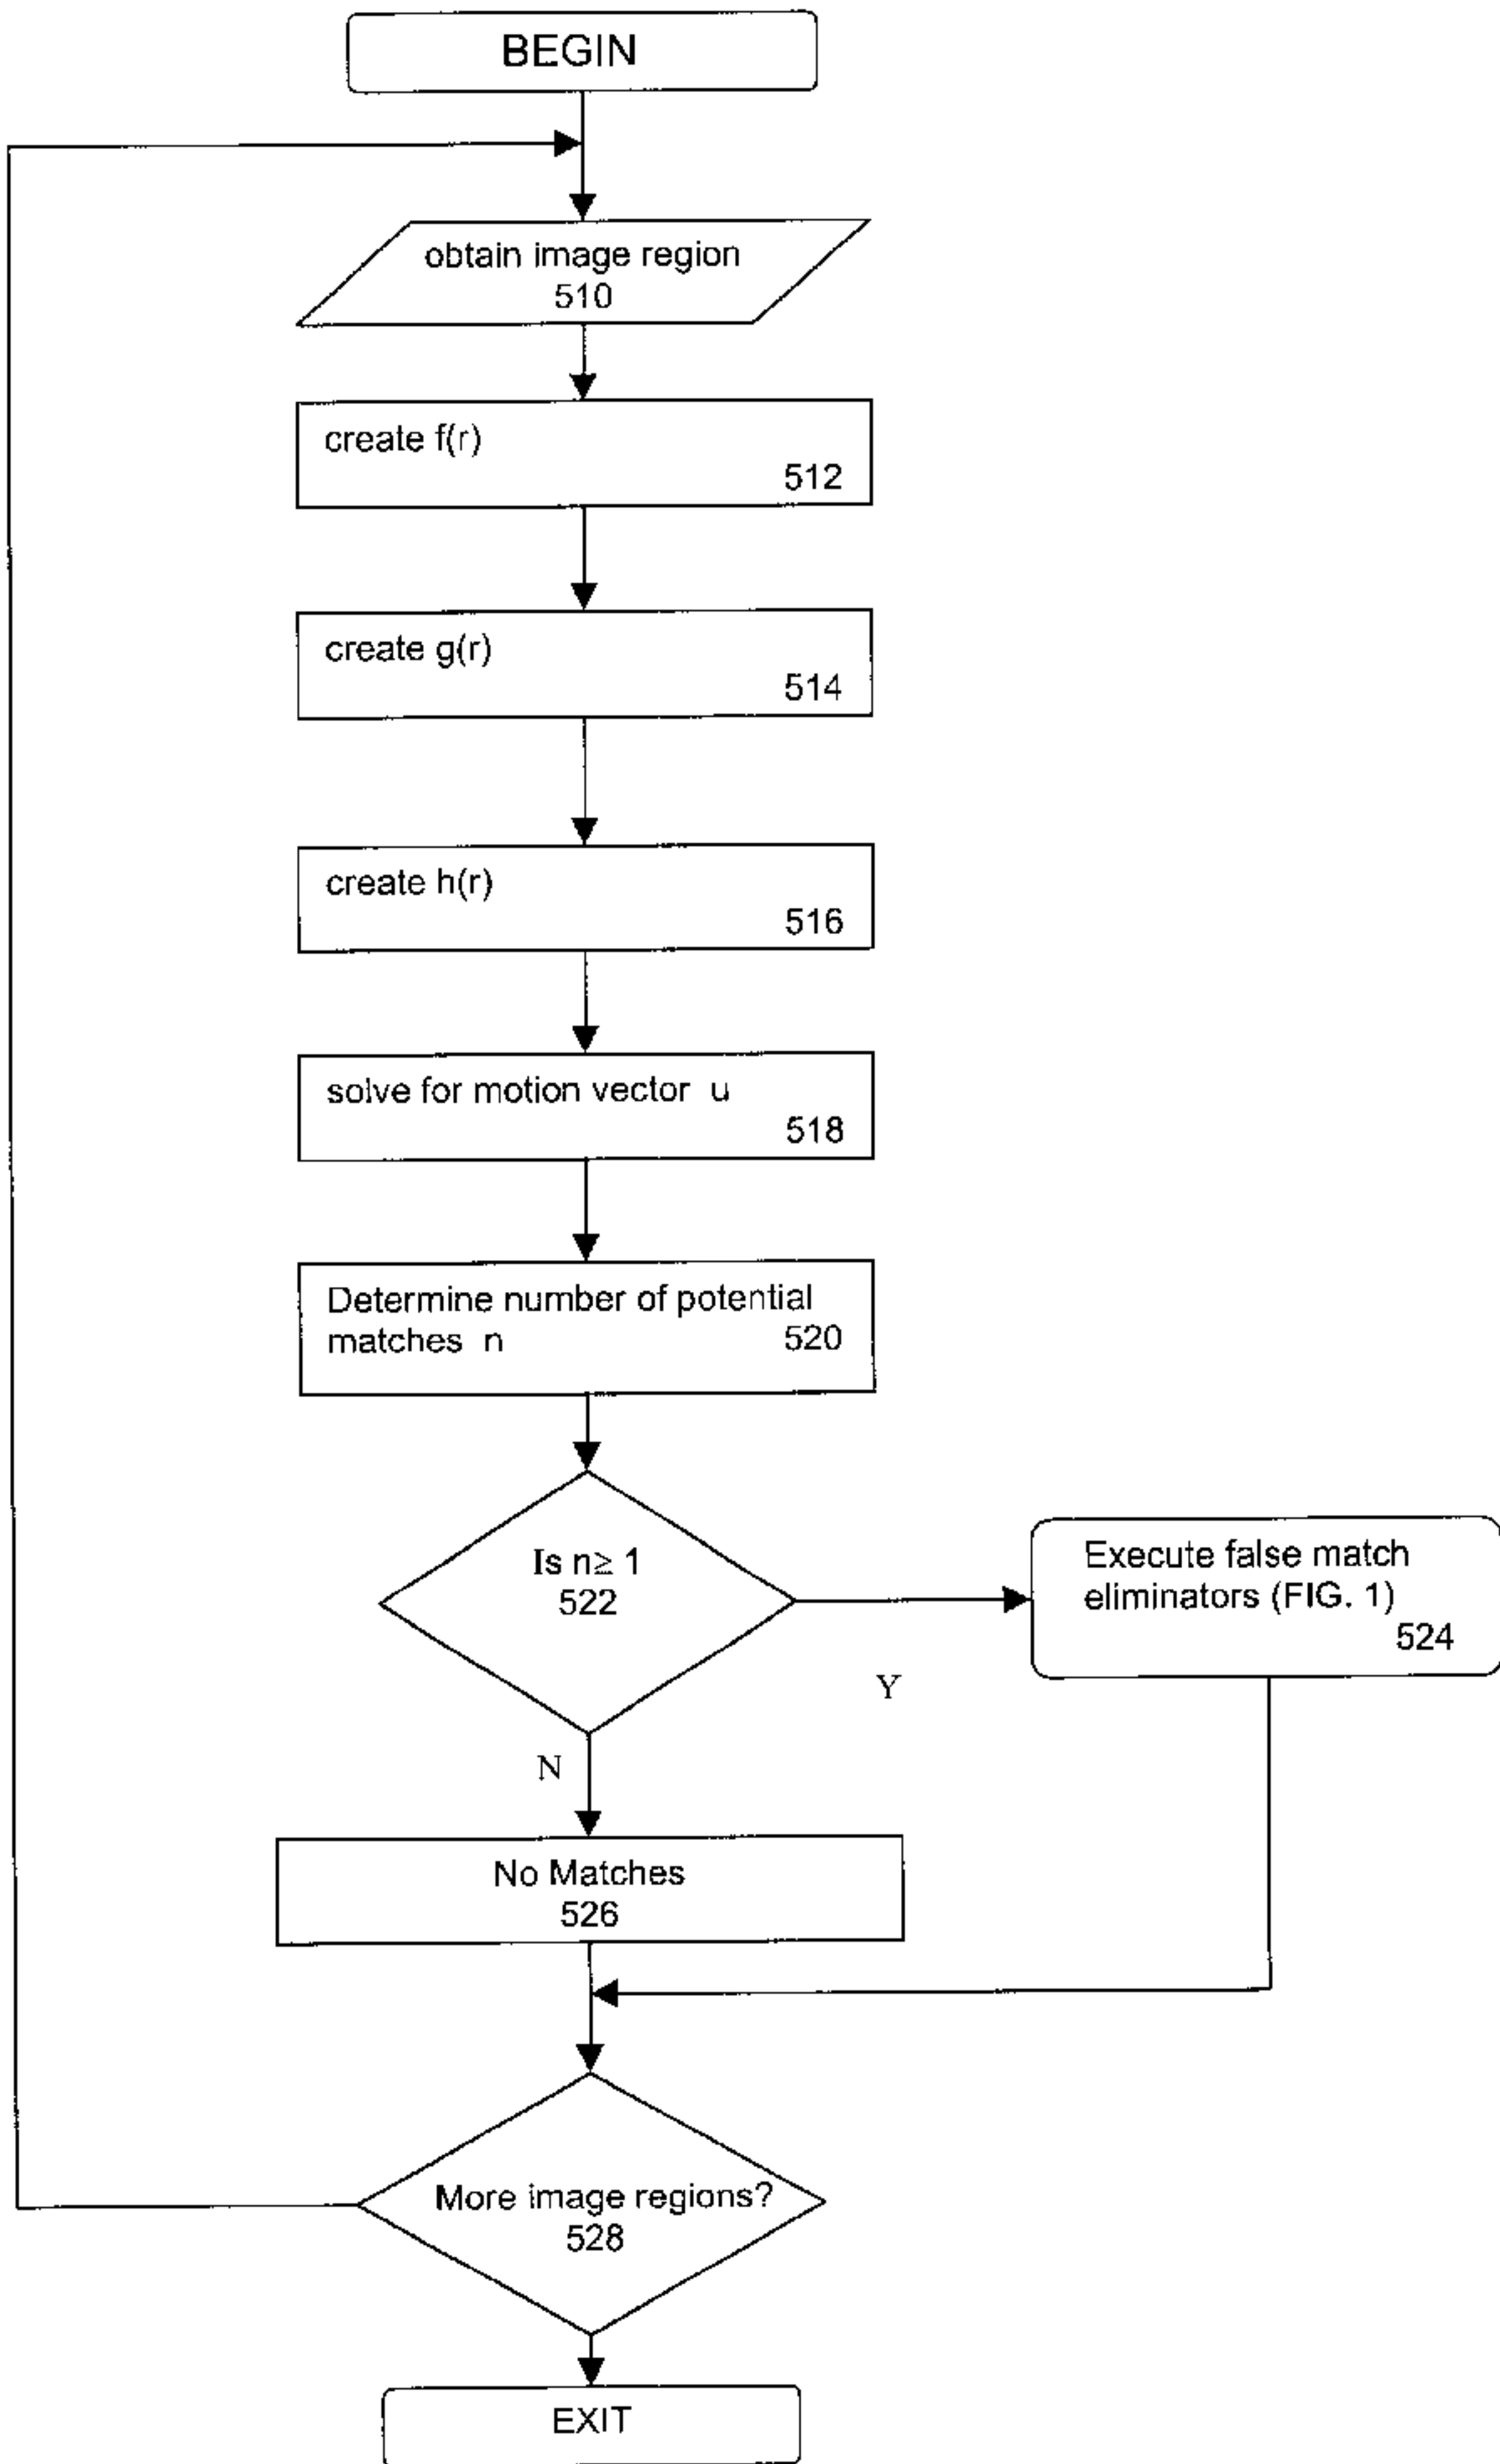 BEGIN
obtain image region
510
create f(r)
512
create g(r)
514
create h(r)
516
solve for motion vector u
518
Determine number of potential
matches n 520
Is n≥ 1
522
Execute false match
eliminators (FIG. 1)
524
Y
N
No Matches
526
More image regions?
528
EXIT